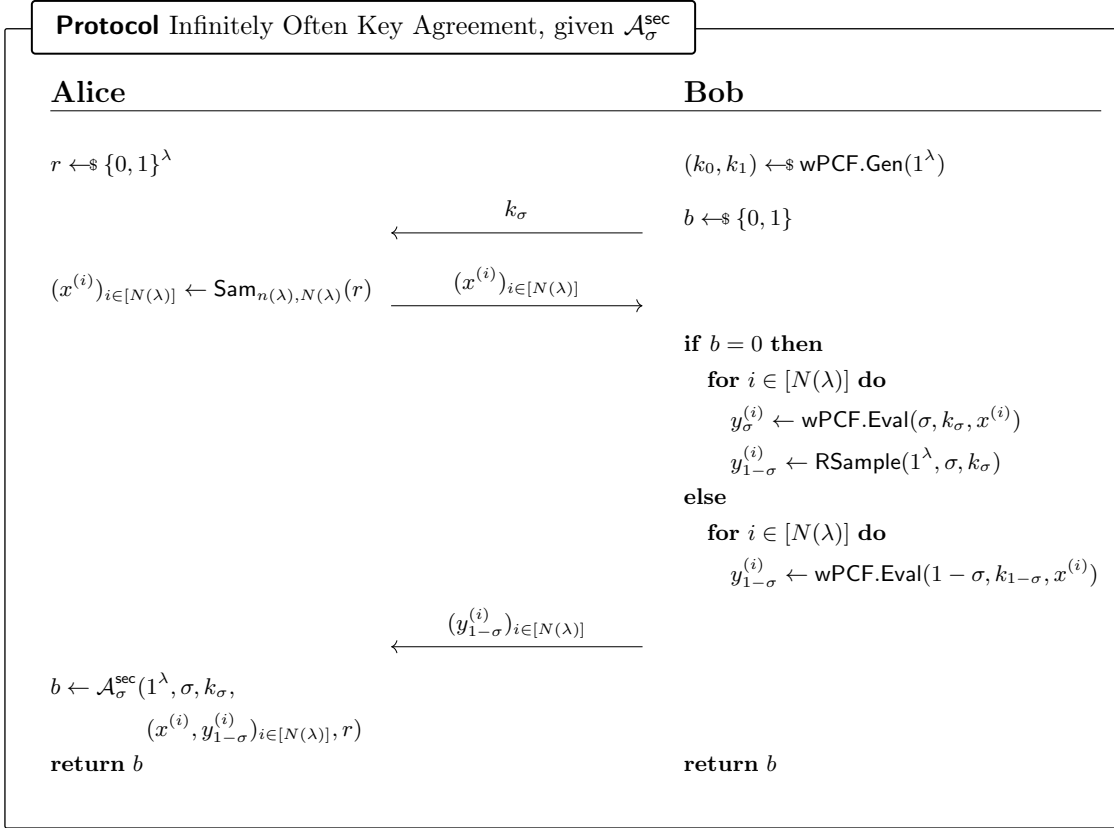 Protocol Infinitely Often Key Agreement, given 𝒜_σ^sec
Alice Bob
r ←$ {0, 1}^λ (k_0, k_1) ←$ wPCF.Gen(1^λ)
k_σ b ←$ {0, 1}
(x^(i))_{i∈[N(λ)]} ← Sam_{n(λ),N(λ)}(r) (x^(i))_{i∈[N(λ)]}
if b = 0 then
for i ∈ [N(λ)] do
y_σ^(i) ← wPCF.Eval(σ, k_σ, x^(i))
y_{1−σ}^(i) ← RSample(1^λ, σ, k_σ)
else
for i ∈ [N(λ)] do
y_{1−σ}^(i) ← wPCF.Eval(1 − σ, k_{1−σ}, x^(i))
(y_{1−σ}^(i))_{i∈[N(λ)]}
b ← 𝒜_σ^sec(1^λ, σ, k_σ,
(x^(i), y_{1−σ}^(i))_{i∈[N(λ)]}, r)
return b return b